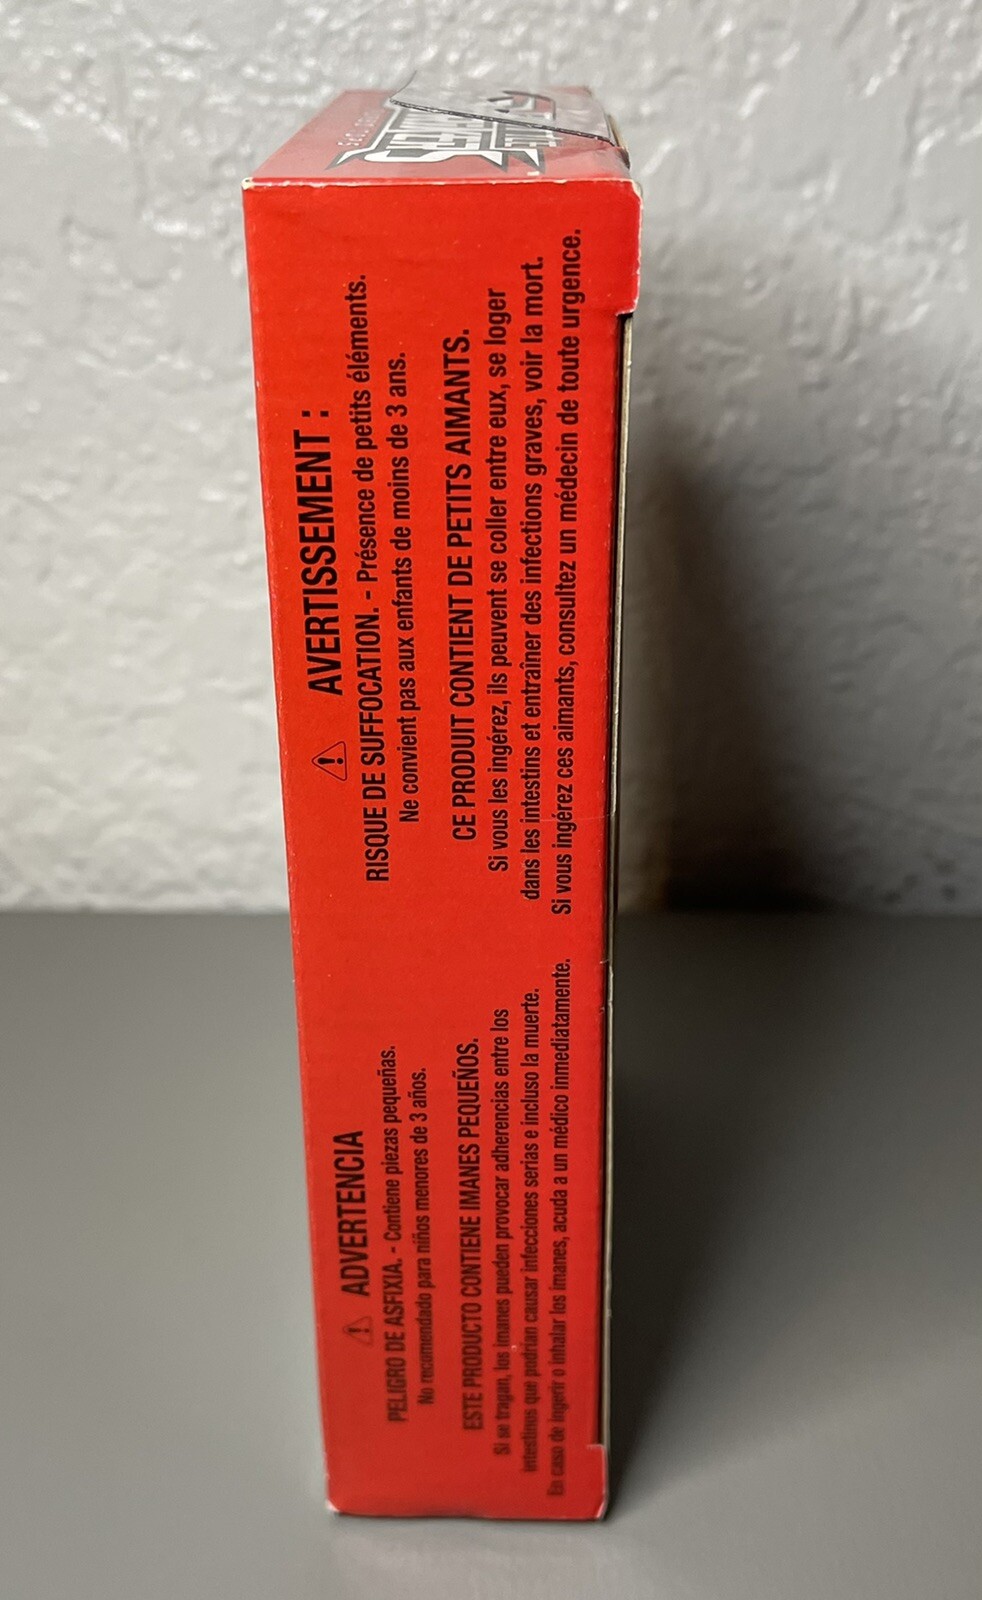 AVERTISSEMENT :
RISQUE DE SUFFOCATION. - Présence de petits éléments.
Ne convient pas aux enfants de moins de 3 ans.
CE PRODUIT CONTIENT DE PETITS AIMANTS.
Si vous les ingérez, ils peuvent se coller entre eux, se loger
dans les intestins et entraîner des infections graves, voir la mort.
Si vous ingérez ces aimants, consultez un médecin de toute urgence.
ADVERTENCIA
PELIGRO DE ASFIXIA. - Contiene piezas pequeñas.
No recomendado para niños menores de 3 años.
ESTE PRODUCTO CONTIENE IMANES PEQUEÑOS.
Si se tragan, los imanes pueden provocar adherencias entre los
intestinos que podrían causar infecciones serias e incluso la muerte.
En caso de ingerir o inhalar los imanes, acuda a un médico inmediatamente.